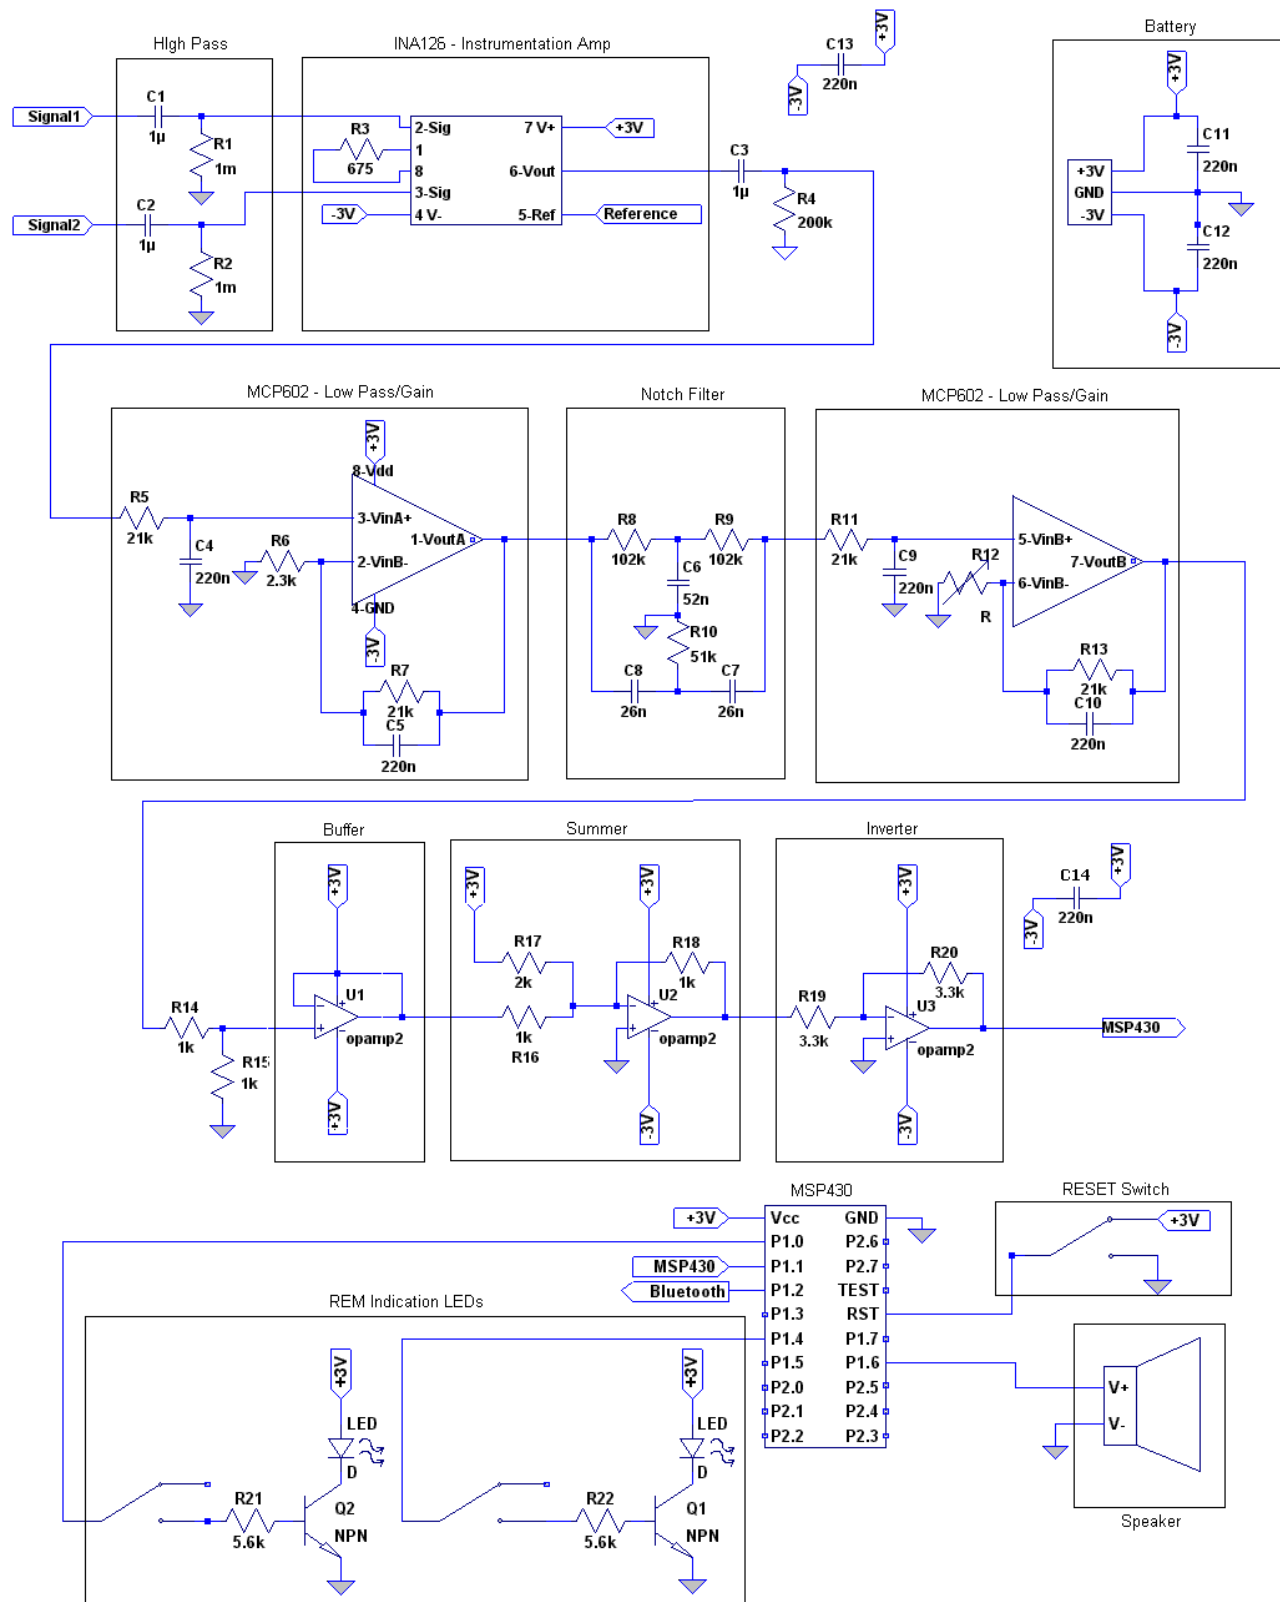 HIgh Pass
INA126 - Instrumentation Amp
Battery
C13
220n
+3V
-3V
Signal1
C1
1µ
R1
1m
Signal2
C2
1µ
R2
1m
R3
675
2-Sig
1
8
3-Sig
4 V-
7 V+
6-Vout
5-Ref
+3V
-3V
Reference
C3
1µ
R4
200k
+3V
+3V
GND
-3V
C11
220n
C12
220n
-3V
MCP602 - Low Pass/Gain
Notch Filter
MCP602 - Low Pass/Gain
+3V
8-Vdd
R5
21k
C4
220n
R6
2.3k
3-VinA+
1-VoutA
2-VinB-
4-GND
-3V
R7
21k
C5
220n
R8
102k
R9
102k
C6
52n
R10
51k
C8
26n
C7
26n
R11
21k
C9
220n
R12
R
5-VinB+
7-VoutB
6-VinB-
R13
21k
C10
220n
Buffer
Summer
Inverter
R14
1k
R15
1k
+3V
U1
opamp2
+3V
+3V
R17
2k
1k
R16
+3V
R18
1k
U2
opamp2
-3V
R19
3.3k
+3V
R20
3.3k
U3
opamp2
-3V
C14
220n
+3V
-3V
MSP430
MSP430
+3V
MSP430
Bluetooth
Vcc
P1.0
P1.1
P1.2
P1.3
P1.4
P1.5
P2.0
P2.1
P2.2
GND
P2.6
P2.7
TEST
RST
P1.7
P1.6
P2.5
P2.4
P2.3
RESET Switch
+3V
REM Indication LEDs
+3V
LED
D
R21
5.6k
Q2
NPN
+3V
LED
D
R22
5.6k
Q1
NPN
V+
V-
Speaker